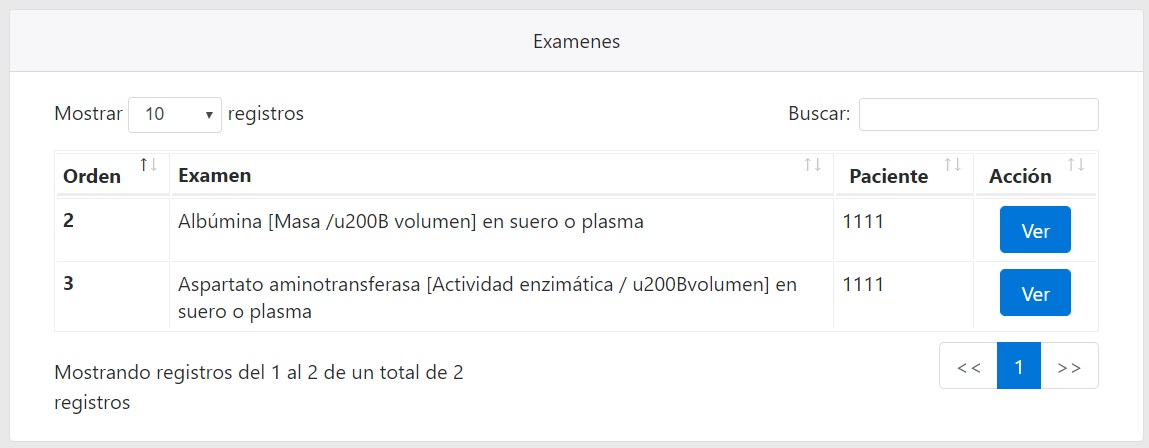 Examenes
Mostrar 10 registros Buscar:
Orden Examen Paciente Acción
2 Albúmina [Masa /u200B volumen] en suero o plasma 1111 Ver
3 Aspartato aminotransferasa [Actividad enzimática / u200Bvolumen] en 1111 Ver
suero o plasma
<< 1 >>
Mostrando registros del 1 al 2 de un total de 2
registros